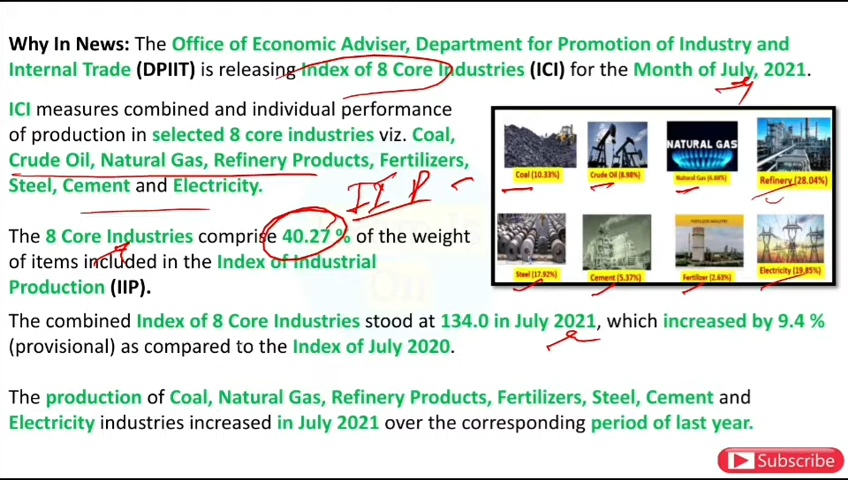 Why In News: The Office of Economic Adviser, Department for Promotion of Industry and
Internal Trade (DPIIT) is releasing Index of 8 Core Industries (ICI) for the Month of July, 2021.
ICI measures combined and individual performance
of production in selected 8 core industries viz. Coal,
Crude Oil, Natural Gas, Refinery Products, Fertilizers,
Steel, Cement and Electricity.
IIP
The 8 Core Industries comprise 40.27 % of the weight
of items included in the Index of Industrial
Production (IIP).
NATURAL GAS
Coal (10.33%)
Crude Oil (8.98%)
Natural Gas (6.88%)
Refinery (28.04%)
Steel (17.92%)
Cement (5.37%)
Fertilizer (2.63%)
Electricity (19.85%)
The combined Index of 8 Core Industries stood at 134.0 in July 2021, which increased by 9.4 %
(provisional) as compared to the Index of July 2020.
The production of Coal, Natural Gas, Refinery Products, Fertilizers, Steel, Cement and
Electricity industries increased in July 2021 over the corresponding period of last year.
Subscribe